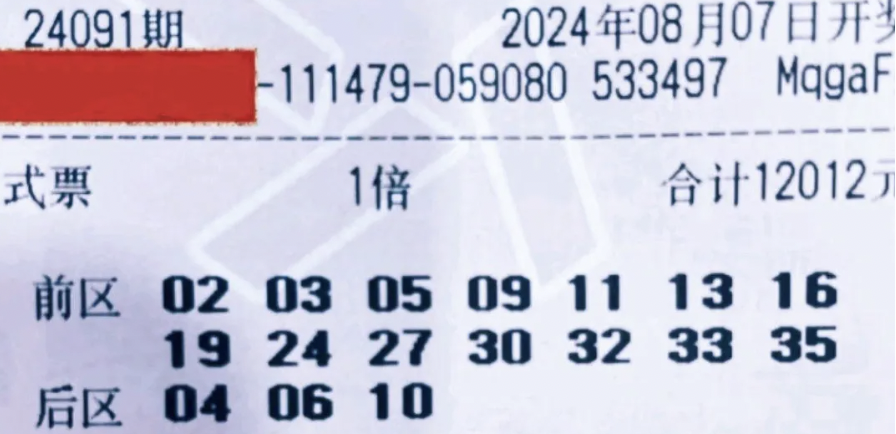 24091期 2024年08月07日开奖
-111479-059080 533497 MqgaF
式票 1倍 合计12012元
前区 02 03 05 09 11 13 16
19 24 27 30 32 33 35
后区 04 06 10